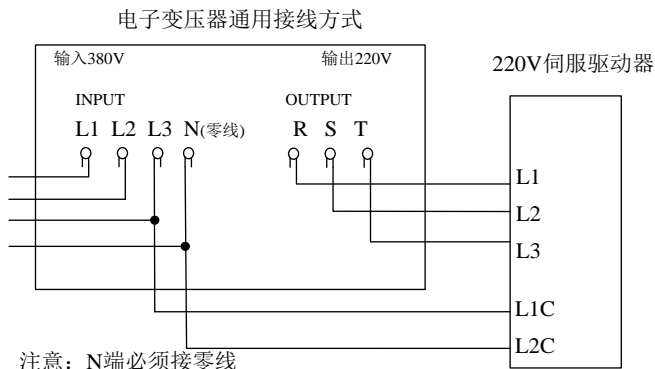 电子变压器通用接线方式
输入380V 输出220V
220V伺服驱动器
INPUT OUTPUT
L1 L2 L3 N(零线) R S T
L1
L2
L3
L1C
L2C
注意：N端必须接零线